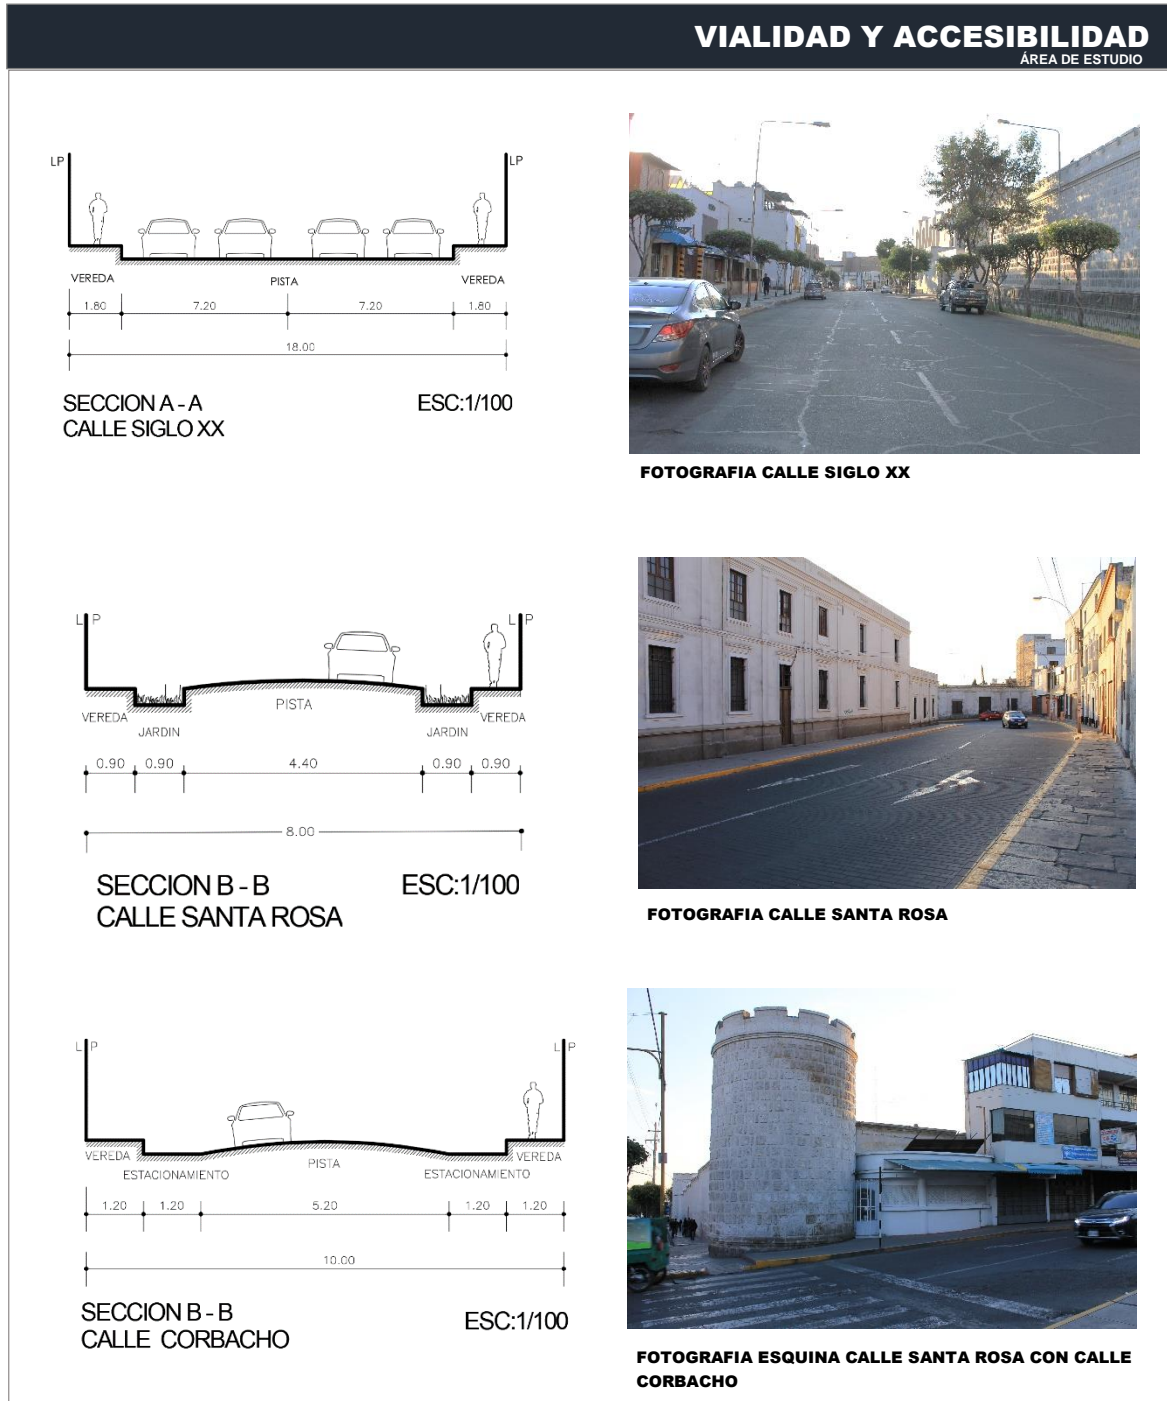 VIALIDAD Y ACCESIBILIDAD
ÁREA DE ESTUDIO
LP
LP
VEREDA
PISTA
VEREDA
1.80
7.20
7.20
1.80
18.00
SECCION A - A
ESC:1/100
CALLE SIGLO XX
FOTOGRAFIA CALLE SIGLO XX
L P
L P
VEREDA
JARDIN
PISTA
JARDIN
VEREDA
0.90
0.90
4.40
0.90
0.90
8.00
SECCION B - B
ESC:1/100
CALLE SANTA ROSA
FOTOGRAFIA CALLE SANTA ROSA
L P
L P
VEREDA
ESTACIONAMIENTO
PISTA
ESTACIONAMIENTO
VEREDA
1.20
1.20
5.20
1.20
1.20
10.00
SECCION B - B
ESC:1/100
CALLE CORBACHO
FOTOGRAFIA ESQUINA CALLE SANTA ROSA CON CALLE
CORBACHO